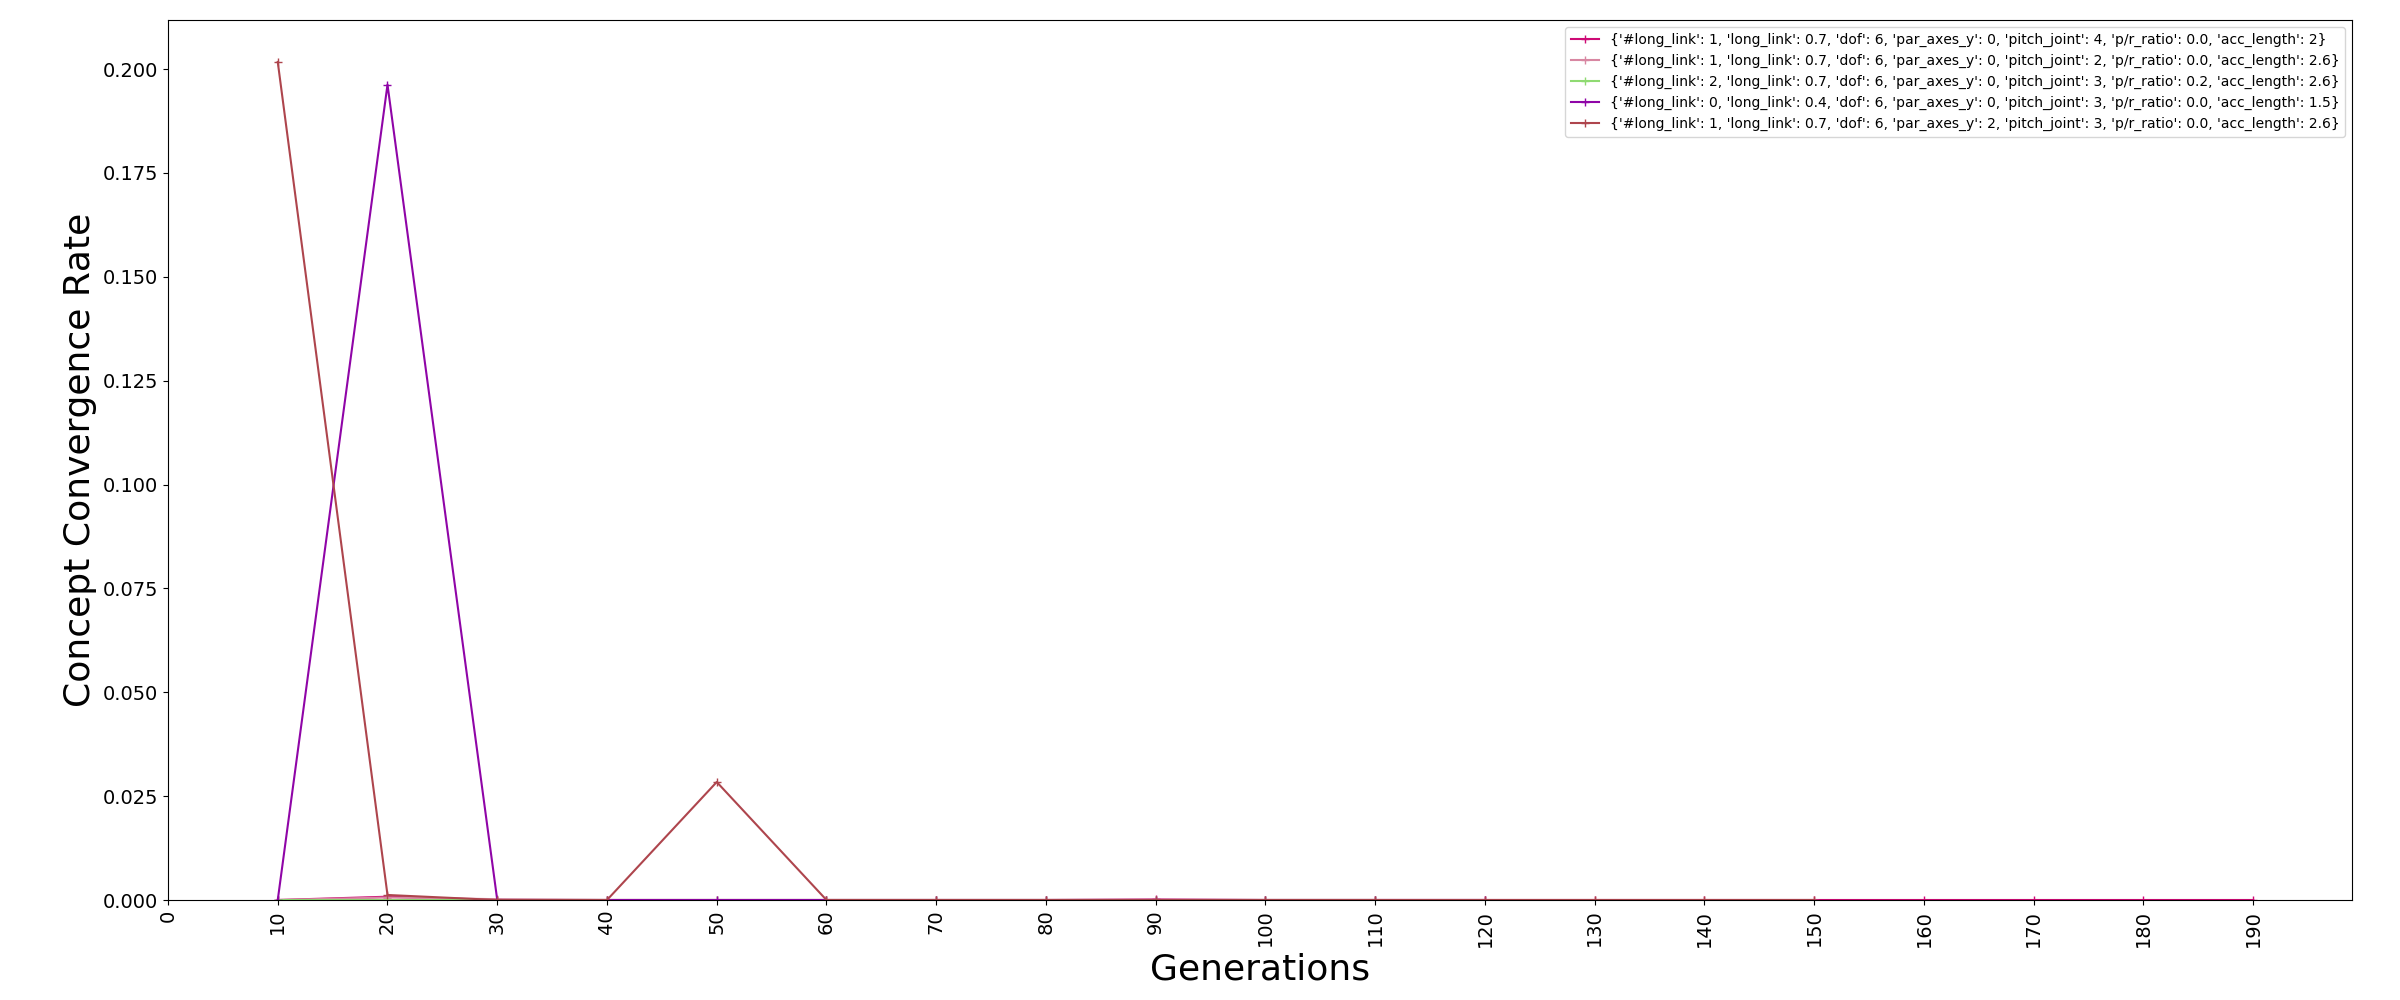 {'#long_link': 1, 'long_link': 0.7, 'dof': 6, 'par_axes_y': 0, 'pitch_joint': 4, 'p/r_ratio': 0.0, 'acc_length': 2}
{'#long_link': 1, 'long_link': 0.7, 'dof': 6, 'par_axes_y': 0, 'pitch_joint': 2, 'p/r_ratio': 0.0, 'acc_length': 2.6}
{'#long_link': 2, 'long_link': 0.7, 'dof': 6, 'par_axes_y': 0, 'pitch_joint': 3, 'p/r_ratio': 0.2, 'acc_length': 2.6}
{'#long_link': 0, 'long_link': 0.4, 'dof': 6, 'par_axes_y': 0, 'pitch_joint': 3, 'p/r_ratio': 0.0, 'acc_length': 1.5}
{'#long_link': 1, 'long_link': 0.7, 'dof': 6, 'par_axes_y': 2, 'pitch_joint': 3, 'p/r_ratio': 0.0, 'acc_length': 2.6}
Concept Convergence Rate
0.200
0.175
0.150
0.125
0.100
0.075
0.050
0.025
0.000
0 10 20 30 40 50 60 70 80 90 100 110 120 130 140 150 160 170 180 190
Generations